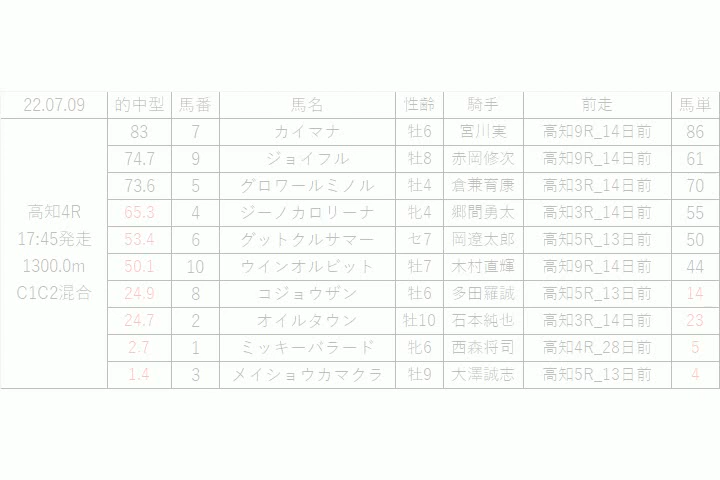 22.07.09 的中型 馬番 馬名 性齢 騎手 前走 馬単
高知4R
17:45発走
1300.0m
C1C2混合
83 7 カイマナ 牡6 宮川実 高知9R_14日前 86
74.7 9 ジョイフル 牡8 赤岡修次 高知9R_14日前 61
73.6 5 グロワールミノル 牡4 倉兼育康 高知3R_14日前 70
65.3 4 ジーノカロリーナ 牝4 郷間勇太 高知3R_14日前 55
53.4 6 グットクルサマー セ7 岡遼太郎 高知5R_13日前 50
50.1 10 ウインオルビット 牡7 木村直輝 高知9R_14日前 44
24.9 8 コジョウザン 牡6 多田羅誠 高知5R_13日前 14
24.7 2 オイルタウン 牡10 石本純也 高知3R_14日前 23
2.7 1 ミッキーバラード 牝6 西森将司 高知4R_28日前 5
1.4 3 メイショウカマクラ 牡9 大澤誠志 高知5R_13日前 4